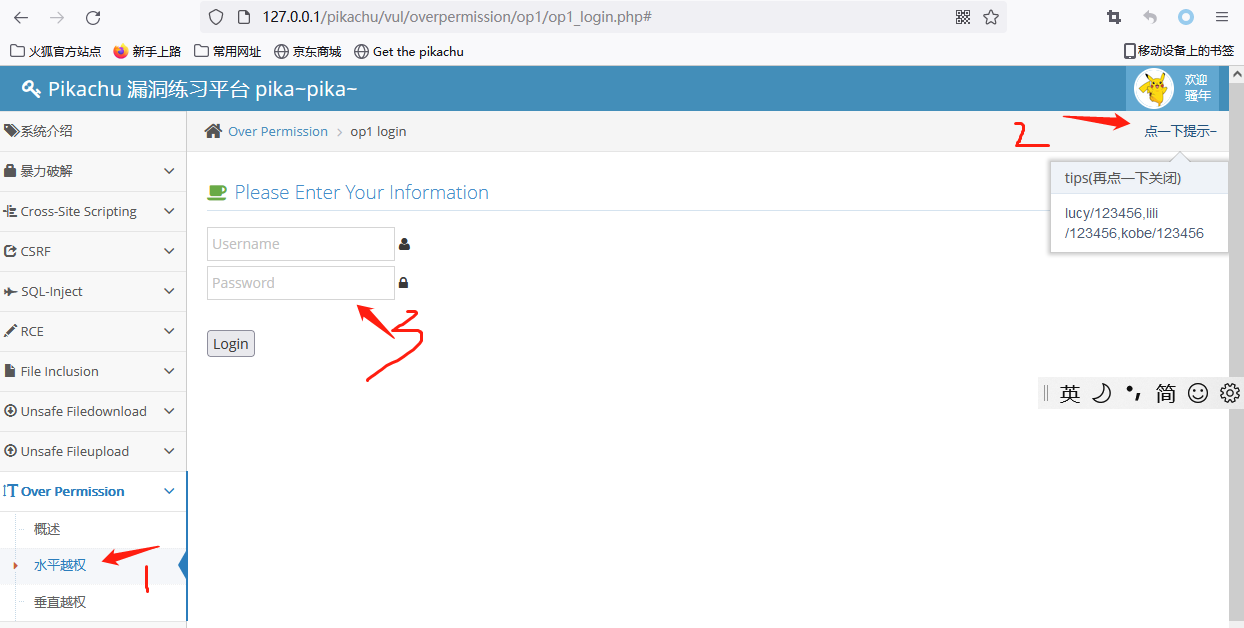 127.0.0.1/pikachu/vul/overpermission/op1/op1_login.php#
火狐官方站点 新手上路 常用网址 京东商城 Get the pikachu 移动设备上的书签
Pikachu 漏洞练习平台 pika~pika~
欢迎
骚年
系统介绍
暴力破解
Cross-Site Scripting
CSRF
SQL-Inject
RCE
File Inclusion
Unsafe Filedownload
Unsafe Fileupload
Over Permission
概述
水平越权
1
垂直越权
Over Permission > op1 login
2
点一下提示~
tips(再点一下关闭)
lucy/123456,lili
/123456,kobe/123456
Please Enter Your Information
Username
Password
3
Login
英 简